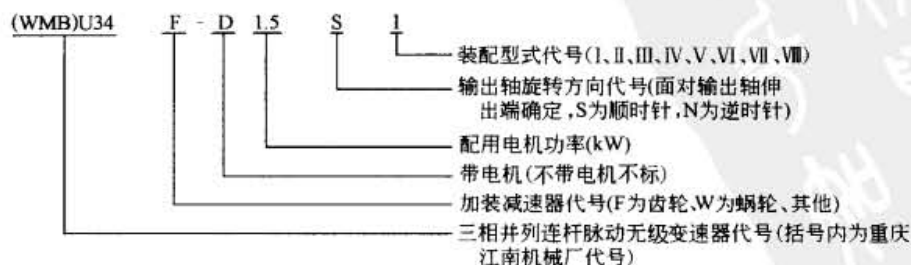 (WMB)U34 F - D 1.5 S 1
装配型式代号(Ⅰ、Ⅱ、Ⅲ、Ⅳ、Ⅴ、Ⅵ、Ⅶ、Ⅷ)
输出轴旋转方向代号(面对输出轴伸
出端确定,S为顺时针,N为逆时针)
配用电机功率(kW)
带电机(不带电机不标)
加装减速器代号(F为齿轮、W为蜗轮、其他)
三相并列连杆脉动无级变速器代号(括号内为重庆
江南机械厂代号)